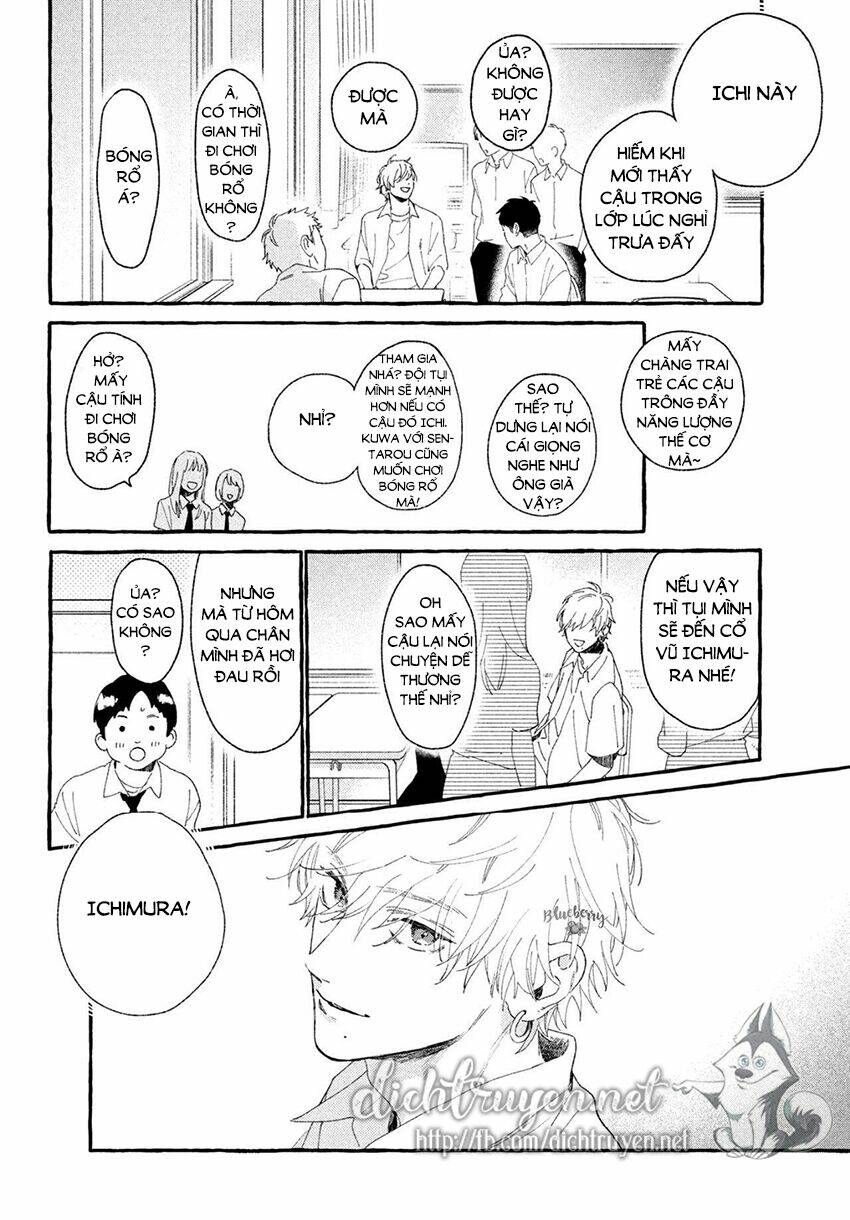 ICHI NÀY
HIẾM KHI
MỚI THẤY
CẬU TRONG
LỚP LÚC NGHỈ
TRƯA ĐẤY
ỦA?
KHÔNG
ĐƯỢC
HAY
GÌ?
ĐƯỢC
MÀ
À,
CÓ THỜI
GIAN THÌ
ĐI CHƠI
BÓNG
RỔ
KHÔNG?
BÓNG
RỔ
Á?
MẤY
CHÀNG TRAI
TRẺ CÁC CẬU
TRÔNG ĐẦY
NĂNG LƯỢNG
THẾ CƠ
MÀ~
SAO
THẾ? TỰ
DƯNG LẠI NÓI
CÁI GIỌNG
NGHE NHƯ
ÔNG GIÀ
VẬY?
THAM GIA
NHÁ? ĐỘI TỤI
MÌNH SẼ MẠNH
HƠN NẾU CÓ
CẬU ĐÓ ICHI.
KUWA VỚI SEN-
TAROU CŨNG
MUỐN CHƠI
BÓNG RỔ
MÀ!
NHỈ?
HỞ?
MẤY
CẬU TÍNH
ĐI CHƠI
BÓNG
RỔ À?
NẾU VẬY
THÌ TỤI MÌNH
SẼ ĐẾN CỔ
VŨ ICHIMU-
RA NHÉ!
OH
SAO MẤY
CẬU LẠI NÓI
CHUYỆN DỄ
THƯƠNG
THẾ NHỈ?
NHƯNG
MÀ TỪ HÔM
QUA CHÂN
MÌNH ĐÃ HƠI
ĐAU RỒI
ỦA?
CÓ SAO
KHÔNG
?
ICHIMURA!
Blueberry
dichtruyen.net
http://fb.com/dichtruyen.net